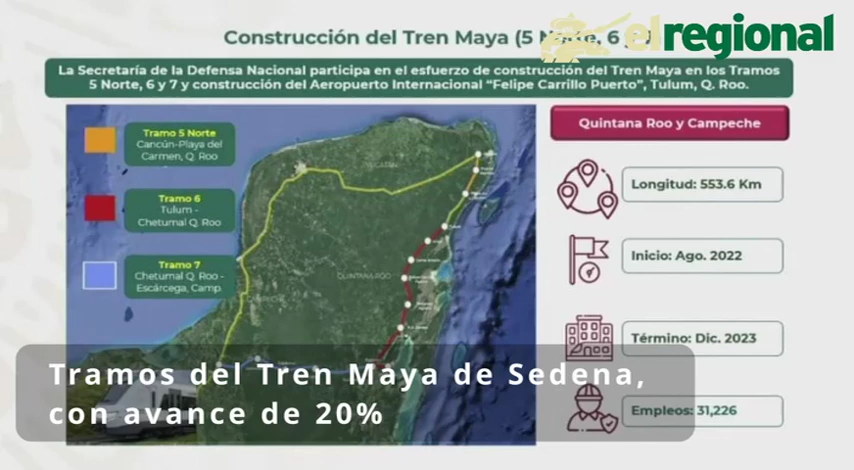 Construcción del Tren Maya (5 Norte, 6 y 7)
elregional
La Secretaría de la Defensa Nacional participa en el esfuerzo de construcción del Tren Maya en los Tramos
5 Norte, 6 y 7 y construcción del Aeropuerto Internacional “Felipe Carrillo Puerto”, Tulum, Q. Roo.
Tramo 5 Norte
Cancún-Playa del
Carmen, Q. Roo
Tramo 6
Tulum -
Chetumal Q. Roo
Tramo 7
Chetumal Q. Roo -
Escárcega, Camp.
YUCATÁN
QUINTANA ROO
Quintana Roo y Campeche
Longitud: 553.6 Km
Inicio: Ago. 2022
Término: Dic. 2023
Empleos: 31,226
Tramos del Tren Maya de Sedena,
con avance de 20%